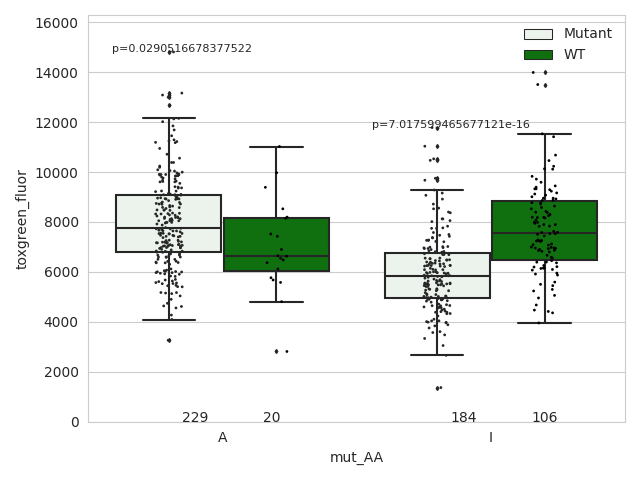 16000
14000
12000
10000
8000
6000
4000
2000
0
toxgreen_fluor
p=0.0290516678377522
p=7.017599465677121e-16
Mutant
WT
229 20 184 106
A I
mut_AA